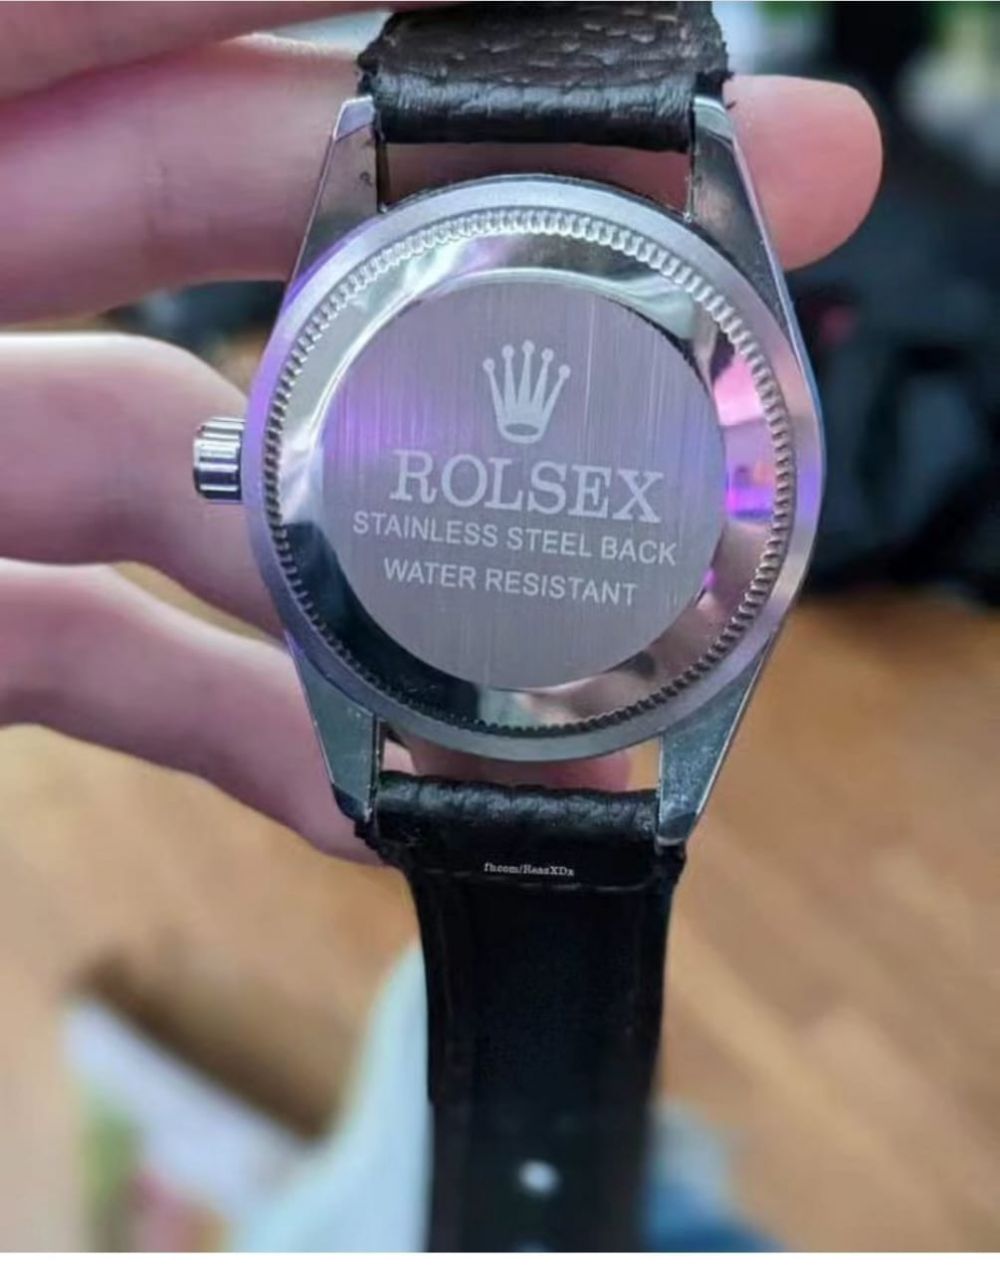 ROLSEX
STAINLESS STEEL BACK
WATER RESISTANT